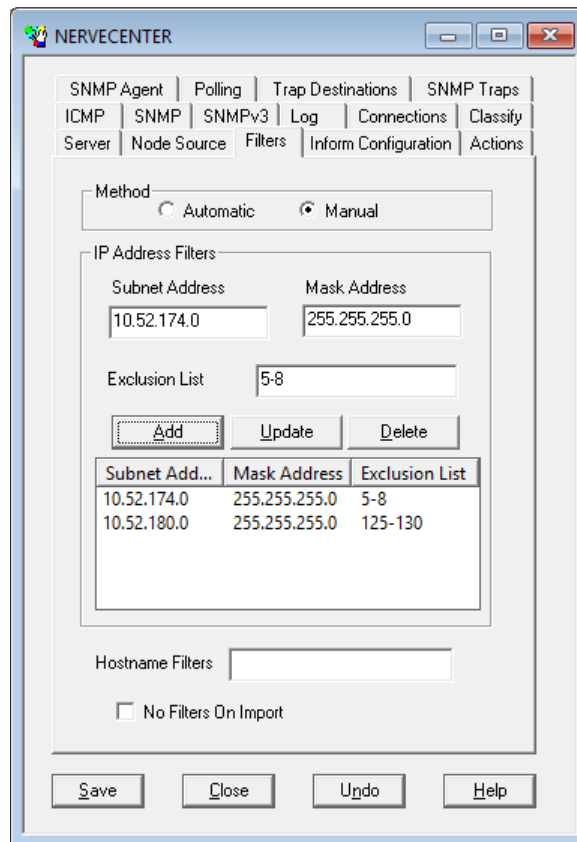 NERVECENTER
SNMP Agent Polling Trap Destinations SNMP Traps
ICMP SNMP SNMPv3 Log Connections Classify
Server Node Source Filters Inform Configuration Actions
Method
Automatic Manual
IP Address Filters
Subnet Address Mask Address
10.52.174.0 255.255.255.0
Exclusion List 5-8
Add Update Delete
Subnet Add... Mask Address Exclusion List
10.52.174.0 255.255.255.0 5-8
10.52.180.0 255.255.255.0 125-130
Hostname Filters
No Filters On Import
Save Close Undo Help